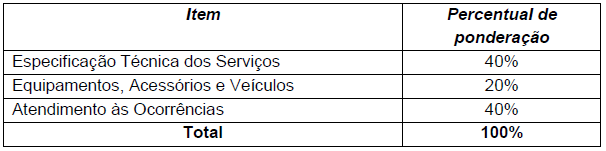 Item Percentual de
ponderação
Especificação Técnica dos Serviços 40%
Equipamentos, Acessórios e Veículos 20%
Atendimento às Ocorrências 40%
Total 100%